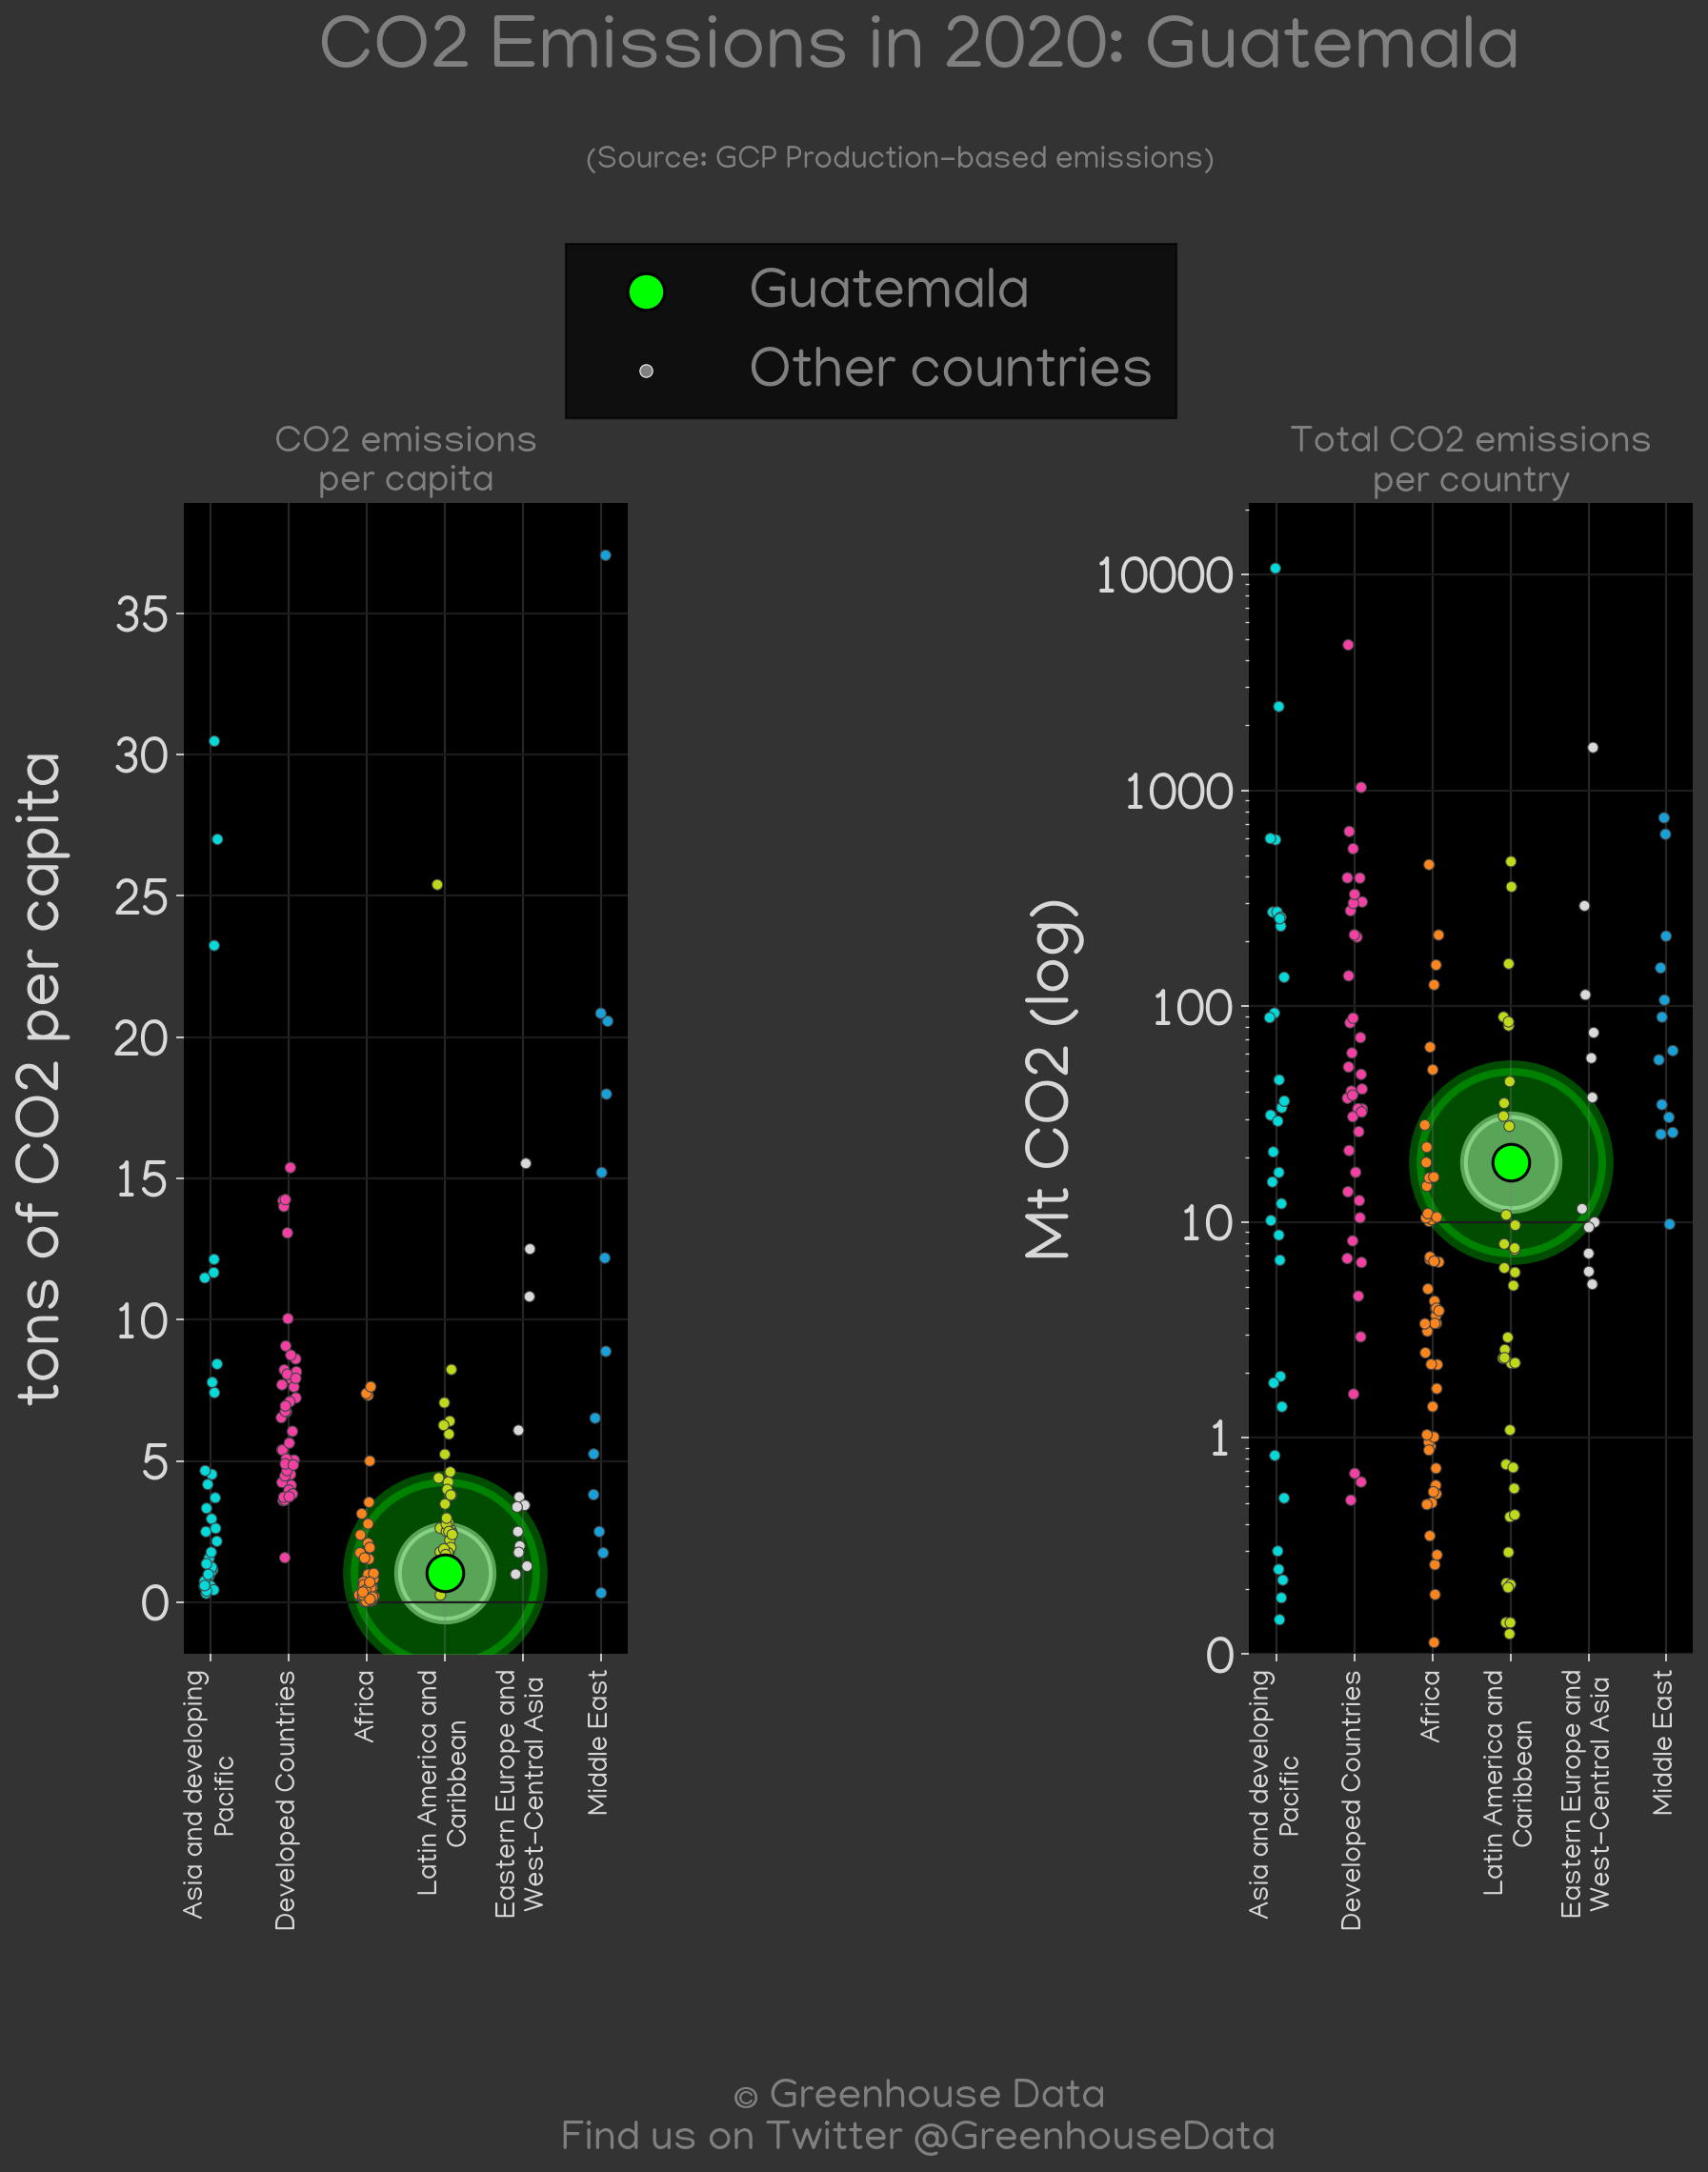 CO2 Emissions in 2020: Guatemala
(Source: GCP Production-based emissions)
Guatemala
Other countries
CO2 emissions
per capita
tons of CO2 per capita
35
30
25
20
15
10
5
0
Asia and developing
Pacific
Developed Countries
Africa
Latin America and
Caribbean
Eastern Europe and
West-Central Asia
Middle East
Total CO2 emissions
per country
Mt CO2 (log)
10000
1000
100
10
1
0
Asia and developing
Pacific
Developed Countries
Africa
Latin America and
Caribbean
Eastern Europe and
West-Central Asia
Middle East
© Greenhouse Data
Find us on Twitter @GreenhouseData